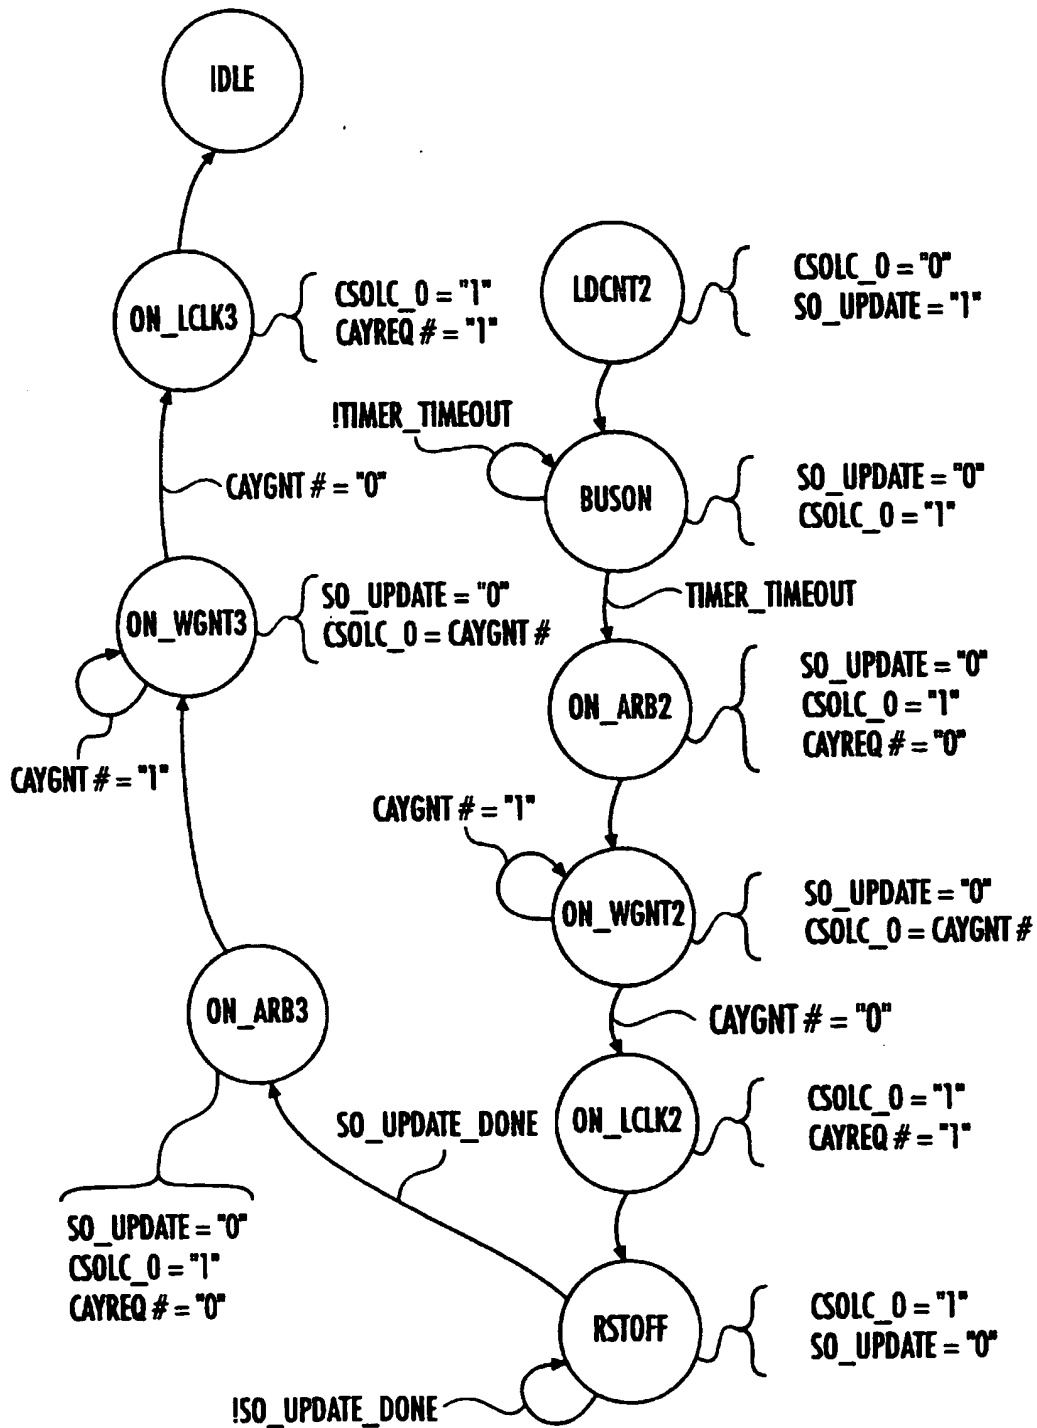 IDLE
LDCNT2
CSOLC_0 = "0"
SO_UPDATE = "1"
ON_LCLK3
CSOLC_0 = "1"
CAYREQ # = "1"
!TIMER_TIMEOUT
BUSON
SO_UPDATE = "0"
CSOLC_0 = "1"
CAYGNT # = "0"
TIMER_TIMEOUT
ON_WGNT3
SO_UPDATE = "0"
CSOLC_0 = CAYGNT #
ON_ARB2
SO_UPDATE = "0"
CSOLC_0 = "1"
CAYREQ # = "0"
CAYGNT # = "1"
CAYGNT # = "1"
ON_WGNT2
SO_UPDATE = "0"
CSOLC_0 = CAYGNT #
ON_ARB3
CAYGNT # = "0"
SO_UPDATE_DONE
ON_LCLK2
CSOLC_0 = "1"
CAYREQ # = "1"
SO_UPDATE = "0"
CSOLC_0 = "1"
CAYREQ # = "0"
RSTOFF
CSOLC_0 = "1"
SO_UPDATE = "0"
!SO_UPDATE_DONE